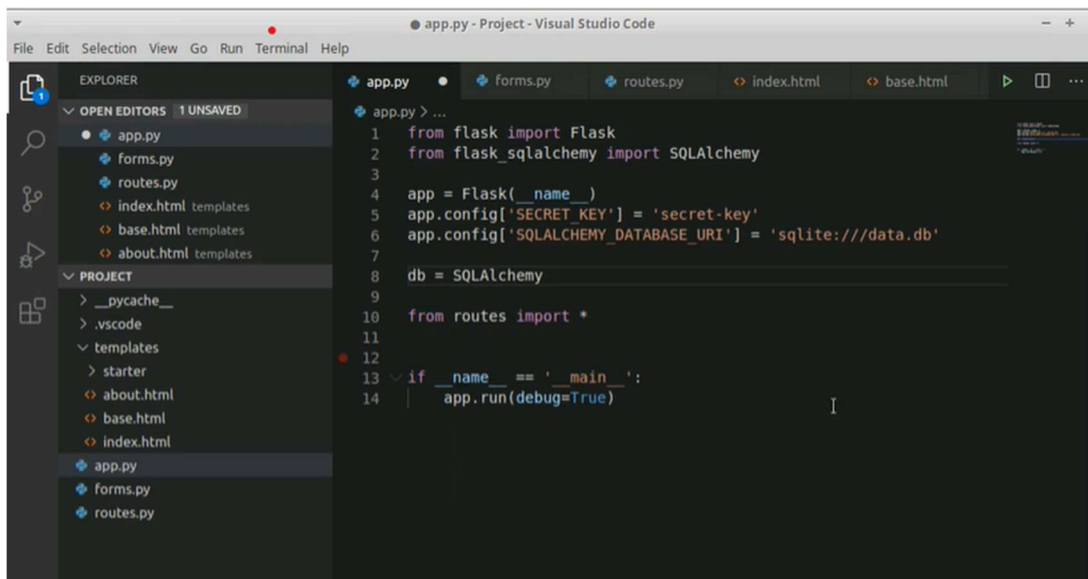 app.py - Project - Visual Studio Code
File Edit Selection View Go Run Terminal Help
EXPLORER
OPEN EDITORS 1 UNSAVED
app.py
forms.py
routes.py
index.html templates
base.html templates
about.html templates
PROJECT
__pycache__
.vscode
templates
starter
about.html
base.html
index.html
app.py
forms.py
routes.py
1
app.py forms.py routes.py index.html base.html
app.py > ...
1 from flask import Flask
2 from flask_sqlalchemy import SQLAlchemy
3
4 app = Flask(__name__)
5 app.config['SECRET_KEY'] = 'secret-key'
6 app.config['SQLALCHEMY_DATABASE_URI'] = 'sqlite:///data.db'
7
8 db = SQLAlchemy
9
10 from routes import *
11
12
13 if __name__ == '__main__':
14 app.run(debug=True)